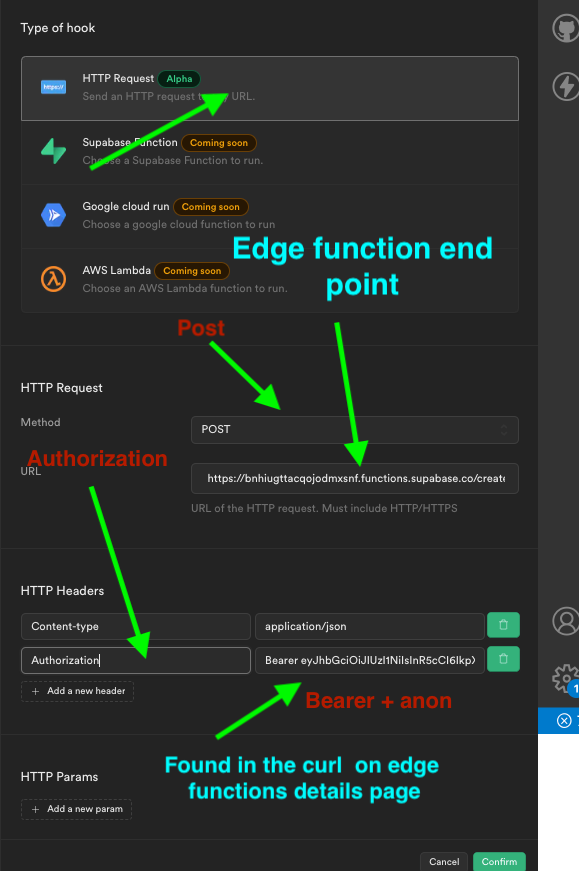 Type of hook
https://
HTTP Request Alpha
Send an HTTP request to any URL.
Supabase Function Coming soon
Choose a Supabase Function to run.
Google cloud run Coming soon
Choose a google cloud function to run
AWS Lambda Coming soon
Choose an AWS Lambda function to run.
Edge function end
point
Post
HTTP Request
Method
POST
Authorization
URL
https://bnhiugttacqojodmxsnf.functions.supabase.co/create
URL of the HTTP request. Must include HTTP/HTTPS
HTTP Headers
Content-type
application/json
Authorization
Bearer eyJhbGciOiJIUzI1NiIsInR5cCI6IkpX
+ Add a new header
Bearer + anon
Found in the curl on edge
functions details page
HTTP Params
+ Add a new param
Cancel
Confirm
1